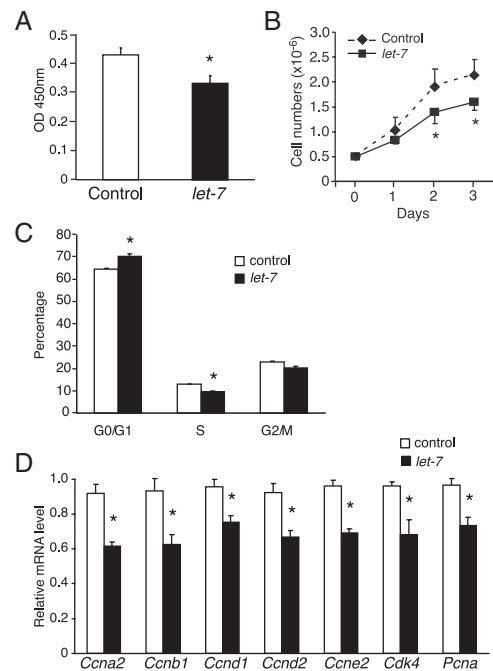 A
OD 450nm
0.5
0.4
0.3
0.2
0.1
0
*
Control
let-7
B
Cell numbers (x10-6)
2.5
2.0
1.5
1.0
0.5
0
Control
let-7
*
*
0
1
2
3
Days
C
Percentage
80
70
60
50
40
30
20
10
0
*
*
control
let-7
G0/G1
S
G2/M
D
Relative mRNA level
1.0
0.8
0.6
0.4
0.2
0
control
let-7
*
*
*
*
*
*
*
Ccna2
Ccnb1
Ccnd1
Ccnd2
Ccne2
Cdk4
Pcna